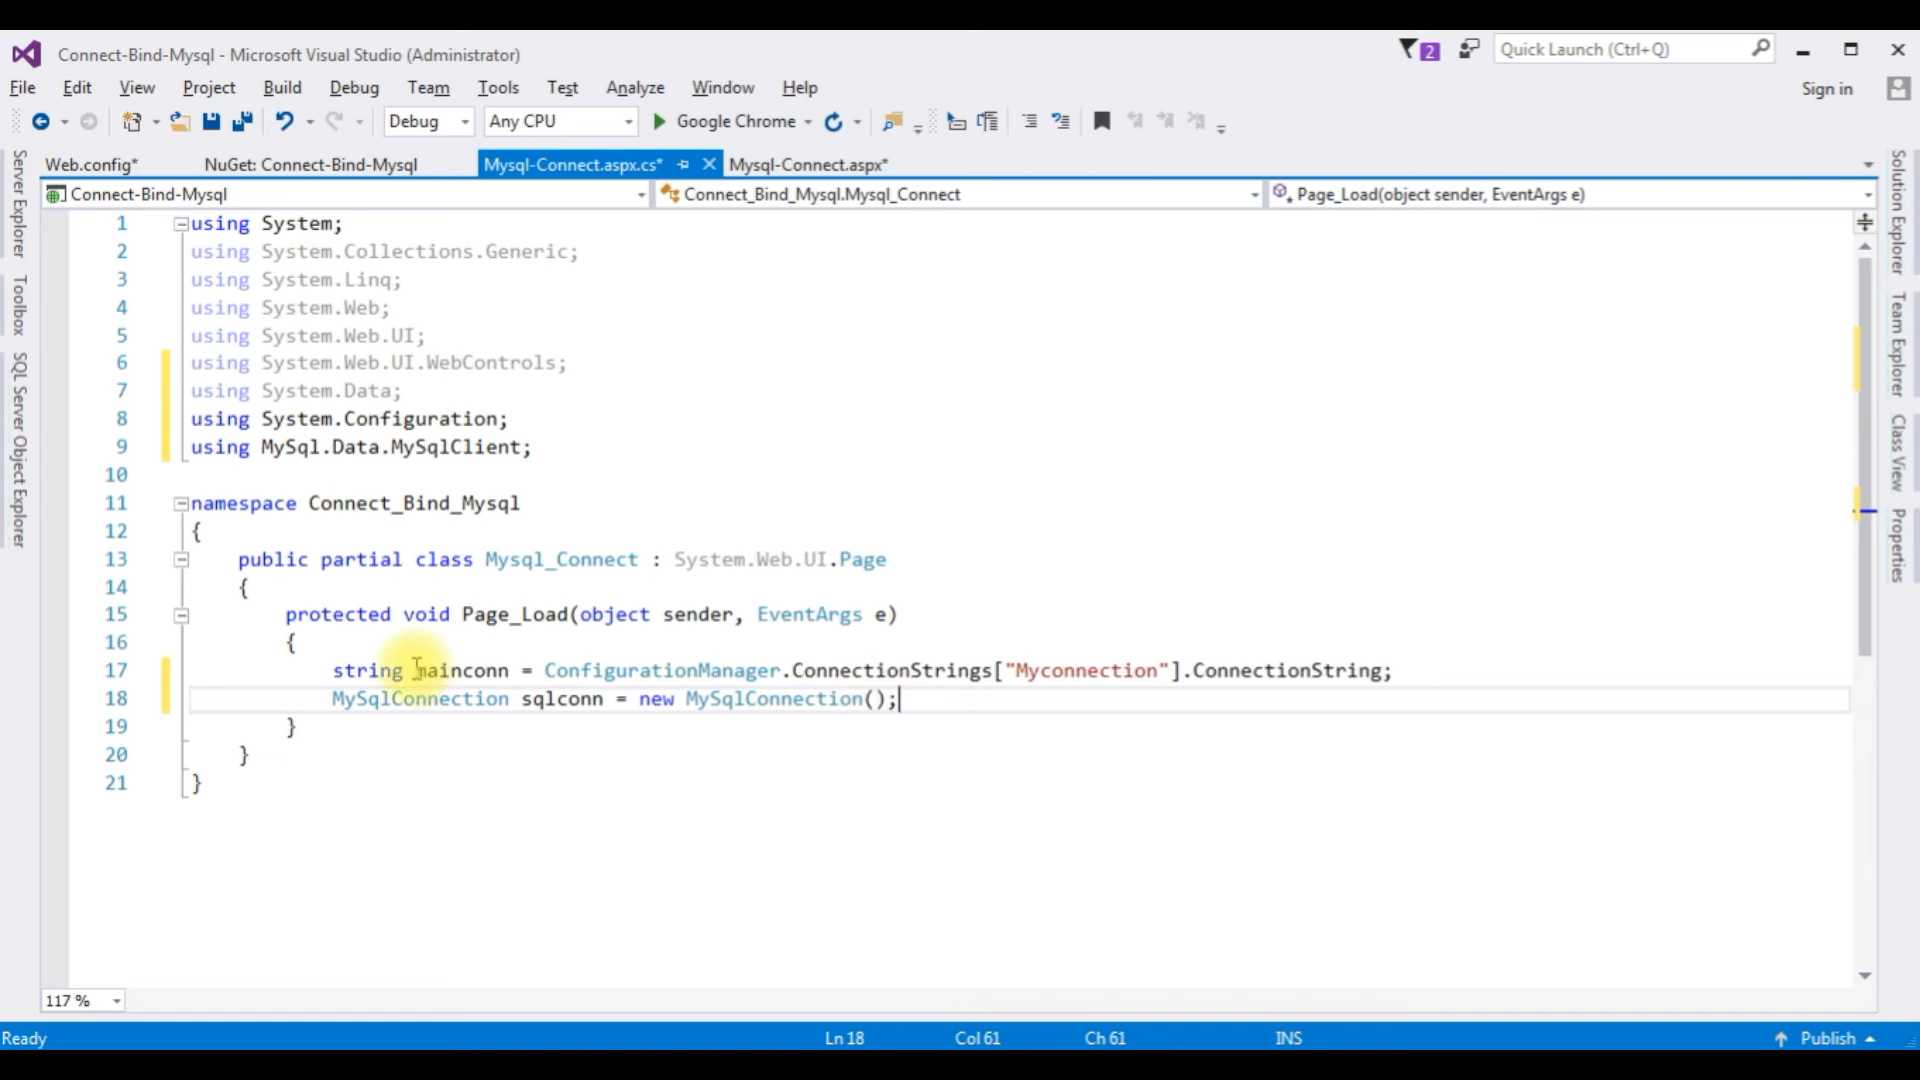 Connect-Bind-Mysql - Microsoft Visual Studio (Administrator)
2
Quick Launch (Ctrl+Q)
File Edit View Project Build Debug Team Tools Test Analyze Window Help
Sign in
Debug Any CPU Google Chrome
Web.config* NuGet: Connect-Bind-Mysql Mysql-Connect.aspx.cs* Mysql-Connect.aspx*
Connect-Bind-Mysql Connect_Bind_Mysql.Mysql_Connect Page_Load(object sender, EventArgs e)
Server Explorer
Toolbox
SQL Server Object Explorer
1 using System;
2 using System.Collections.Generic;
3 using System.Linq;
4 using System.Web;
5 using System.Web.UI;
6 using System.Web.UI.WebControls;
7 using System.Data;
8 using System.Configuration;
9 using MySql.Data.MySqlClient;
10
11 namespace Connect_Bind_Mysql
12 {
13 public partial class Mysql_Connect : System.Web.UI.Page
14 {
15 protected void Page_Load(object sender, EventArgs e)
16 {
17 string mainconn = ConfigurationManager.ConnectionStrings["Myconnection"].ConnectionString;
18 MySqlConnection sqlconn = new MySqlConnection();
19 }
20 }
21 }
Solution Explorer
Team Explorer
Class View
Properties
117 %
Ready Ln 18 Col 61 Ch 61 INS Publish